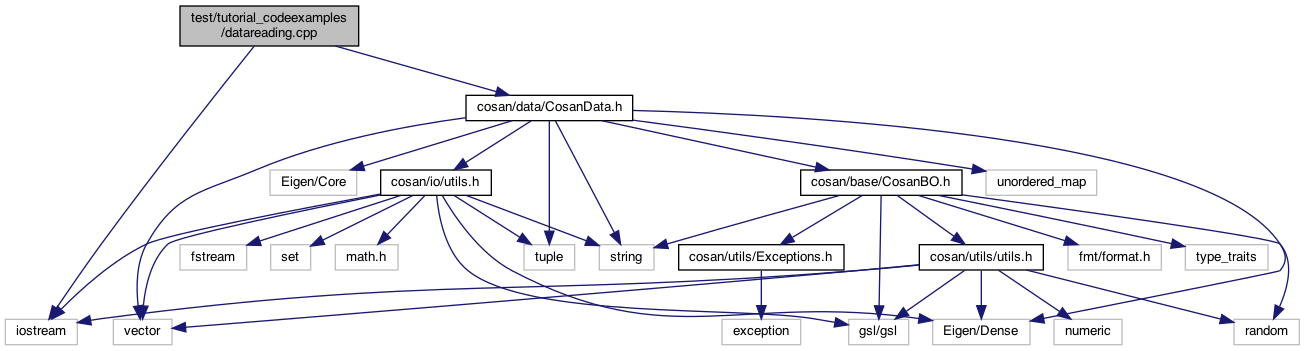 test/tutorial_codeexamples
/datareading.cpp
cosan/data/CosanData.h
Eigen/Core
cosan/io/utils.h
cosan/base/CosanBO.h
unordered_map
fstream
set
math.h
tuple
string
cosan/utils/Exceptions.h
cosan/utils/utils.h
fmt/format.h
type_traits
iostream
vector
exception
gsl/gsl
Eigen/Dense
numeric
random